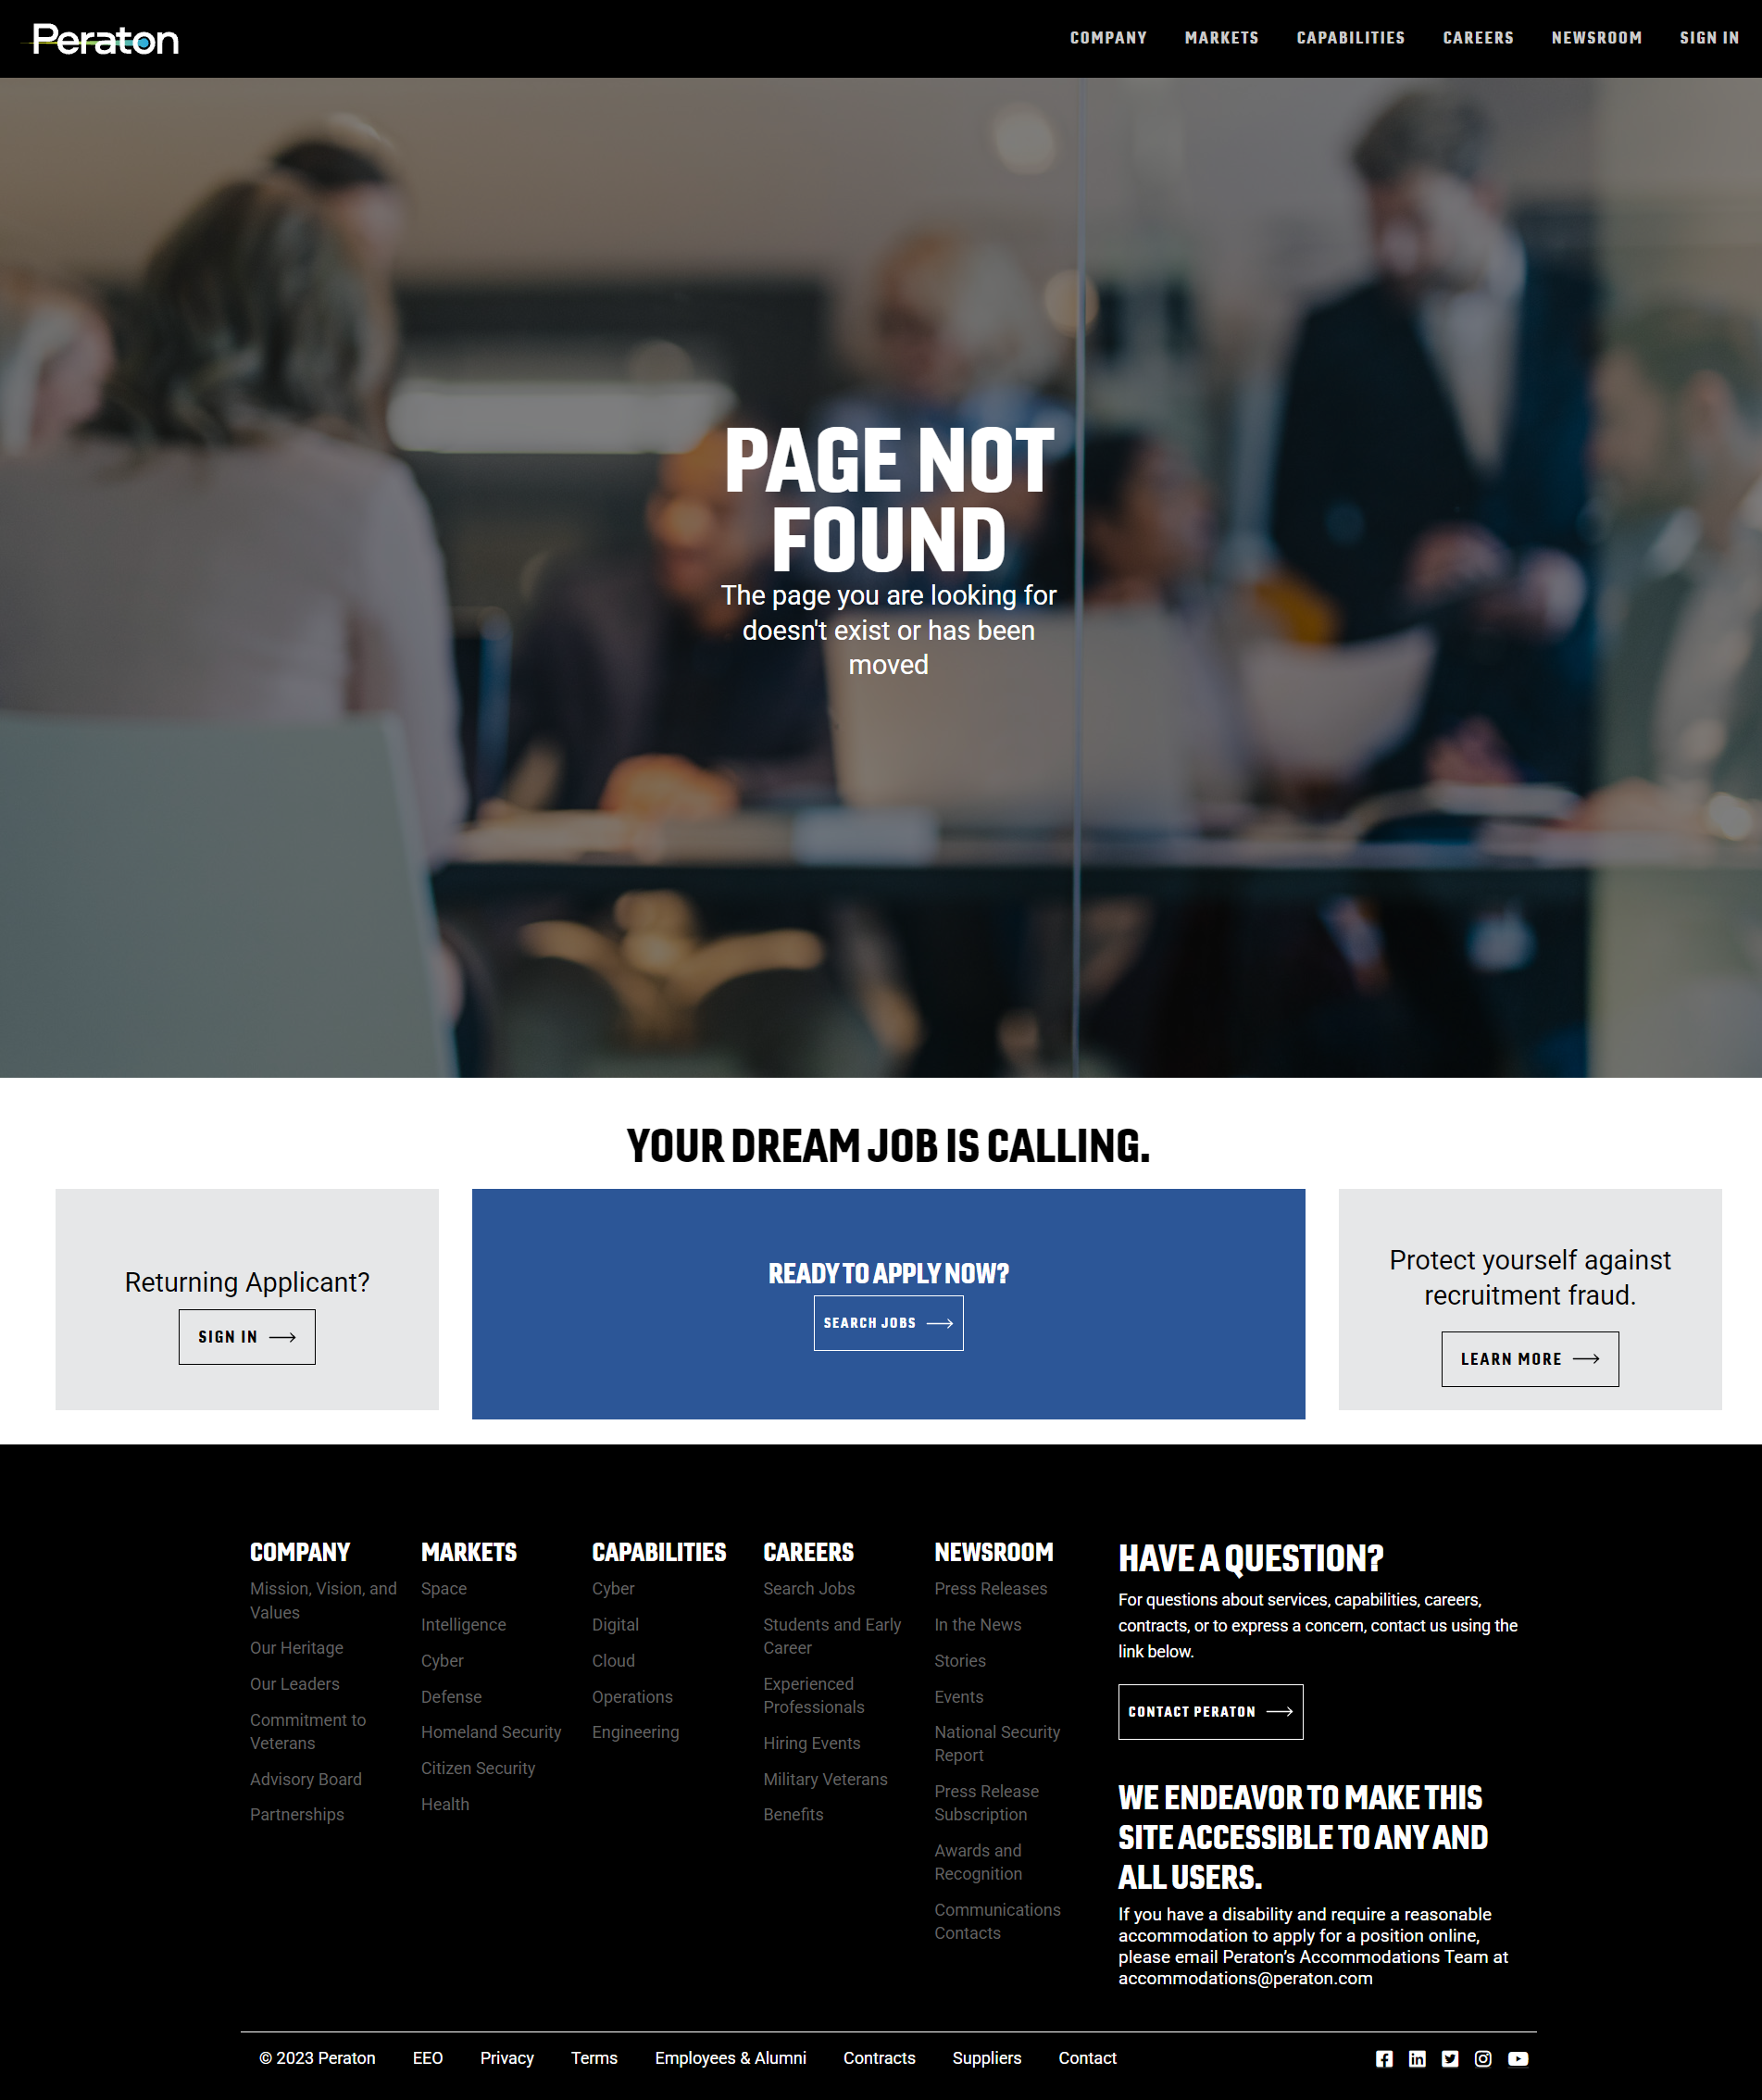 Peraton
COMPANY MARKETS CAPABILITIES CAREERS NEWSROOM SIGN IN
PAGE NOT
FOUND
The page you are looking for
doesn't exist or has been
moved
YOUR DREAM JOB IS CALLING.
Returning Applicant?
SIGN IN
READY TO APPLY NOW?
SEARCH JOBS
Protect yourself against
recruitment fraud.
LEARN MORE
COMPANY
Mission, Vision, and
Values
Our Heritage
Our Leaders
Commitment to
Veterans
Advisory Board
Partnerships
MARKETS
Space
Intelligence
Cyber
Defense
Homeland Security
Citizen Security
Health
CAPABILITIES
Cyber
Digital
Cloud
Operations
Engineering
CAREERS
Search Jobs
Students and Early
Career
Experienced
Professionals
Hiring Events
Military Veterans
Benefits
NEWSROOM
Press Releases
In the News
Stories
Events
National Security
Report
Press Release
Subscription
Awards and
Recognition
Communications
Contacts
HAVE A QUESTION?
For questions about services, capabilities, careers,
contracts, or to express a concern, contact us using the
link below.
CONTACT PERATON
WE ENDEAVOR TO MAKE THIS
SITE ACCESSIBLE TO ANY AND
ALL USERS.
If you have a disability and require a reasonable
accommodation to apply for a position online,
please email Peraton’s Accommodations Team at
accommodations@peraton.com
© 2023 Peraton EEO Privacy Terms Employees & Alumni Contracts Suppliers Contact